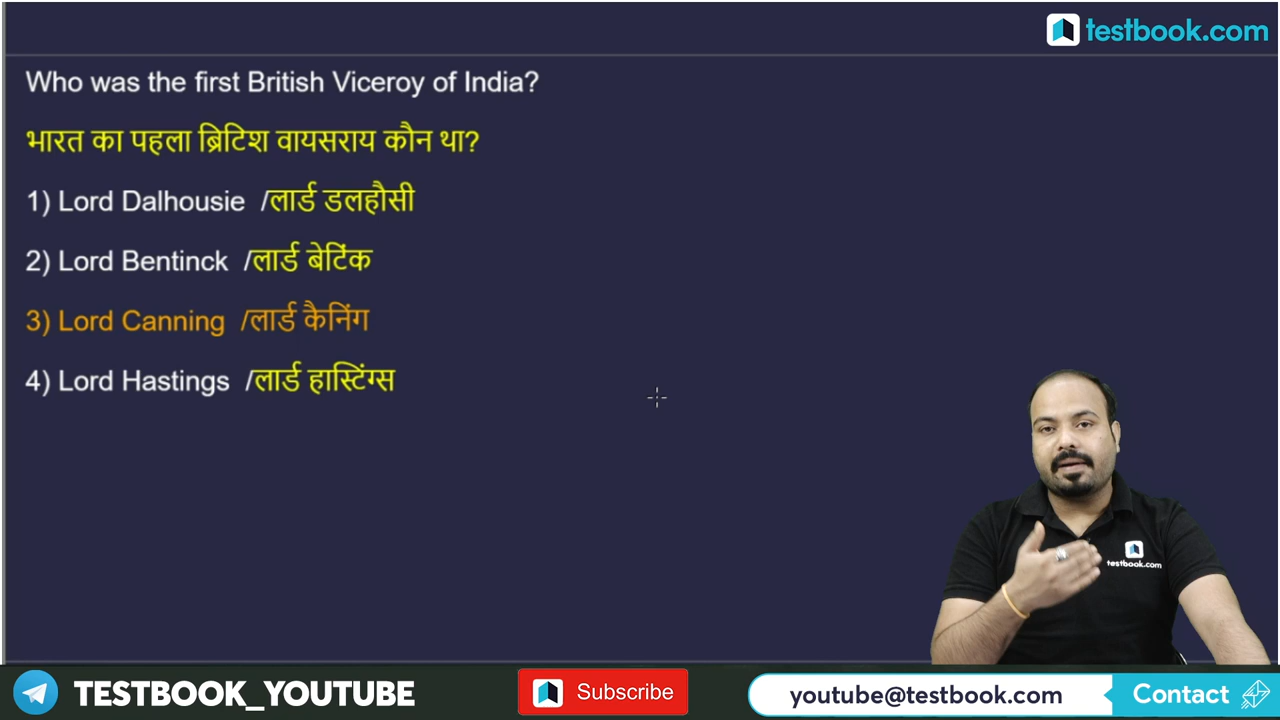 testbook.com
Who was the first British Viceroy of India?
भारत का पहला ब्रिटिश वायसराय कौन था?
1) Lord Dalhousie /लार्ड डलहौसी
2) Lord Bentinck /लार्ड बेटिंक
3) Lord Canning /लार्ड कैनिंग
4) Lord Hastings /लार्ड हास्टिंग्स
testbook.com
TESTBOOK_YOUTUBE
Subscribe
youtube@testbook.com
Contact